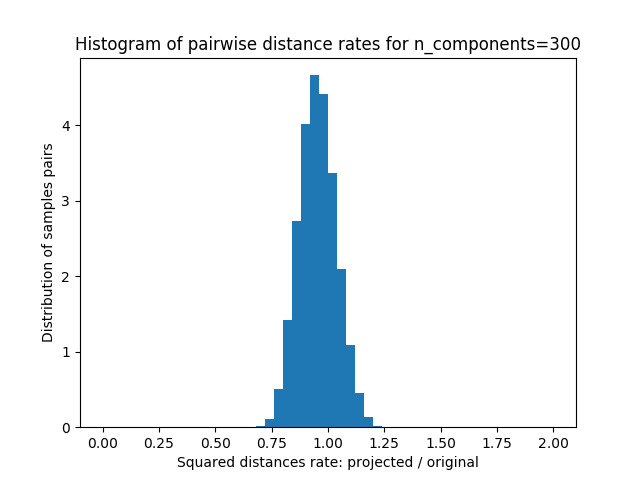 Histogram of pairwise distance rates for n_components=300
Distribution of samples pairs
4
3
2
1
0
0.00 0.25 0.50 0.75 1.00 1.25 1.50 1.75 2.00
Squared distances rate: projected / original